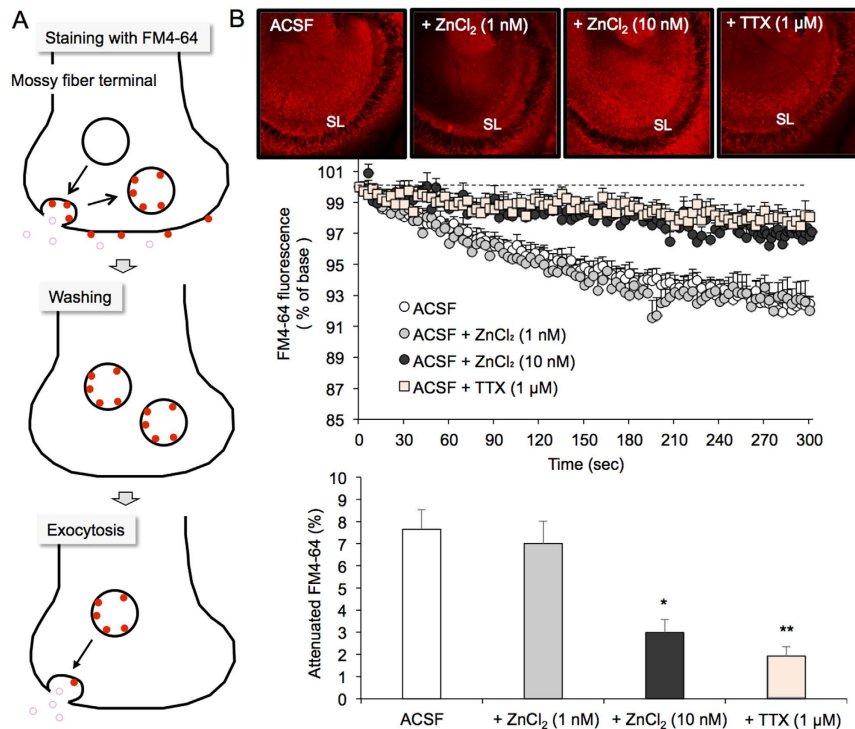 A
Staining with FM4-64
Mossy fiber terminal
Washing
Exocytosis
B
ACSF
+ ZnCl₂ (1 nM)
+ ZnCl₂ (10 nM)
+ TTX (1 µM)
SL
SL
SL
SL
FM4-64 fluorescence
( % of base)
101
99
97
95
93
91
89
87
85
ACSF
ACSF + ZnCl₂ (1 nM)
ACSF + ZnCl₂ (10 nM)
ACSF + TTX (1 µM)
0 30 60 90 120 150 180 210 240 270 300
Time (sec)
Attenuated FM4-64 (%)
10
9
8
7
6
5
4
3
2
1
0
*
**
ACSF
+ ZnCl₂ (1 nM)
+ ZnCl₂ (10 nM)
+ TTX (1 µM)